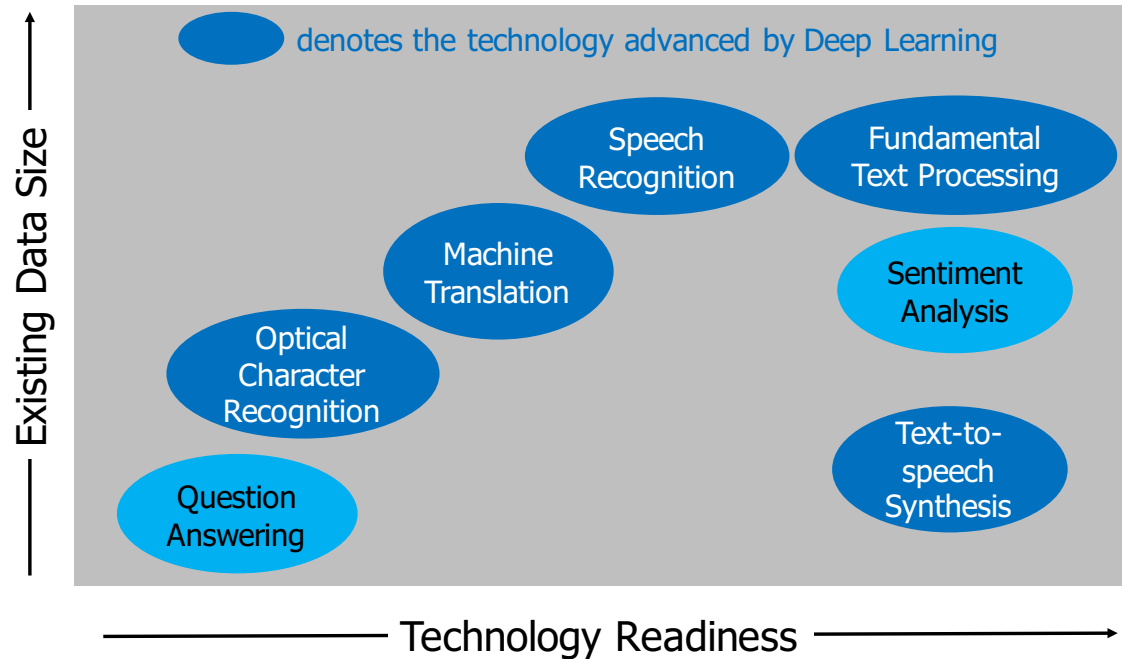 denotes the technology advanced by Deep Learning
Existing Data Size
Speech
Recognition
Fundamental
Text Processing
Machine
Translation
Sentiment
Analysis
Optical
Character
Recognition
Text-to-
speech
Synthesis
Question
Answering
Technology Readiness